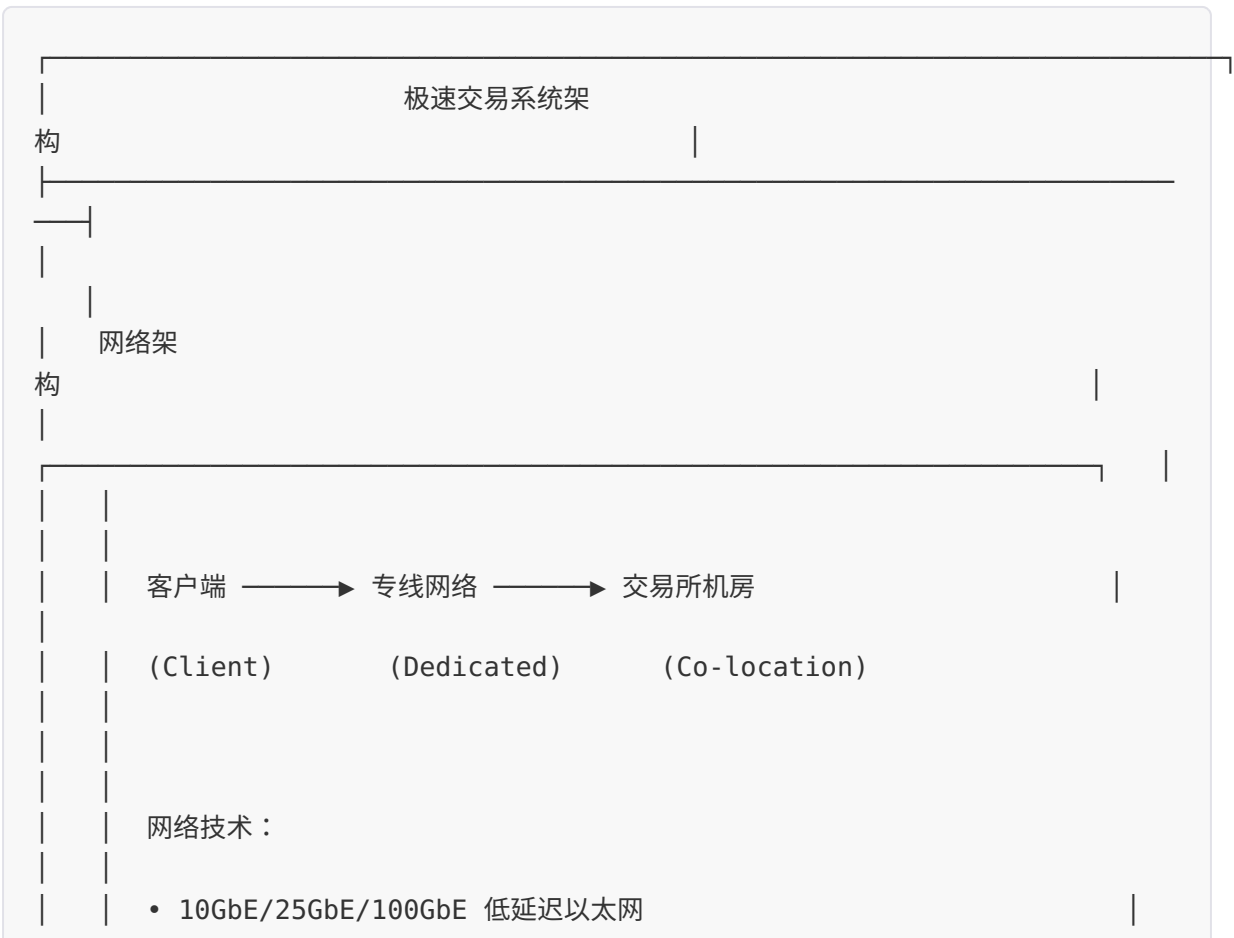 极速交易系统架
构
网络架
构
客户端 ──────▶ 专线网络 ──────▶ 交易所机房
(Client) (Dedicated) (Co-location)
网络技术：
• 10GbE/25GbE/100GbE 低延迟以太网